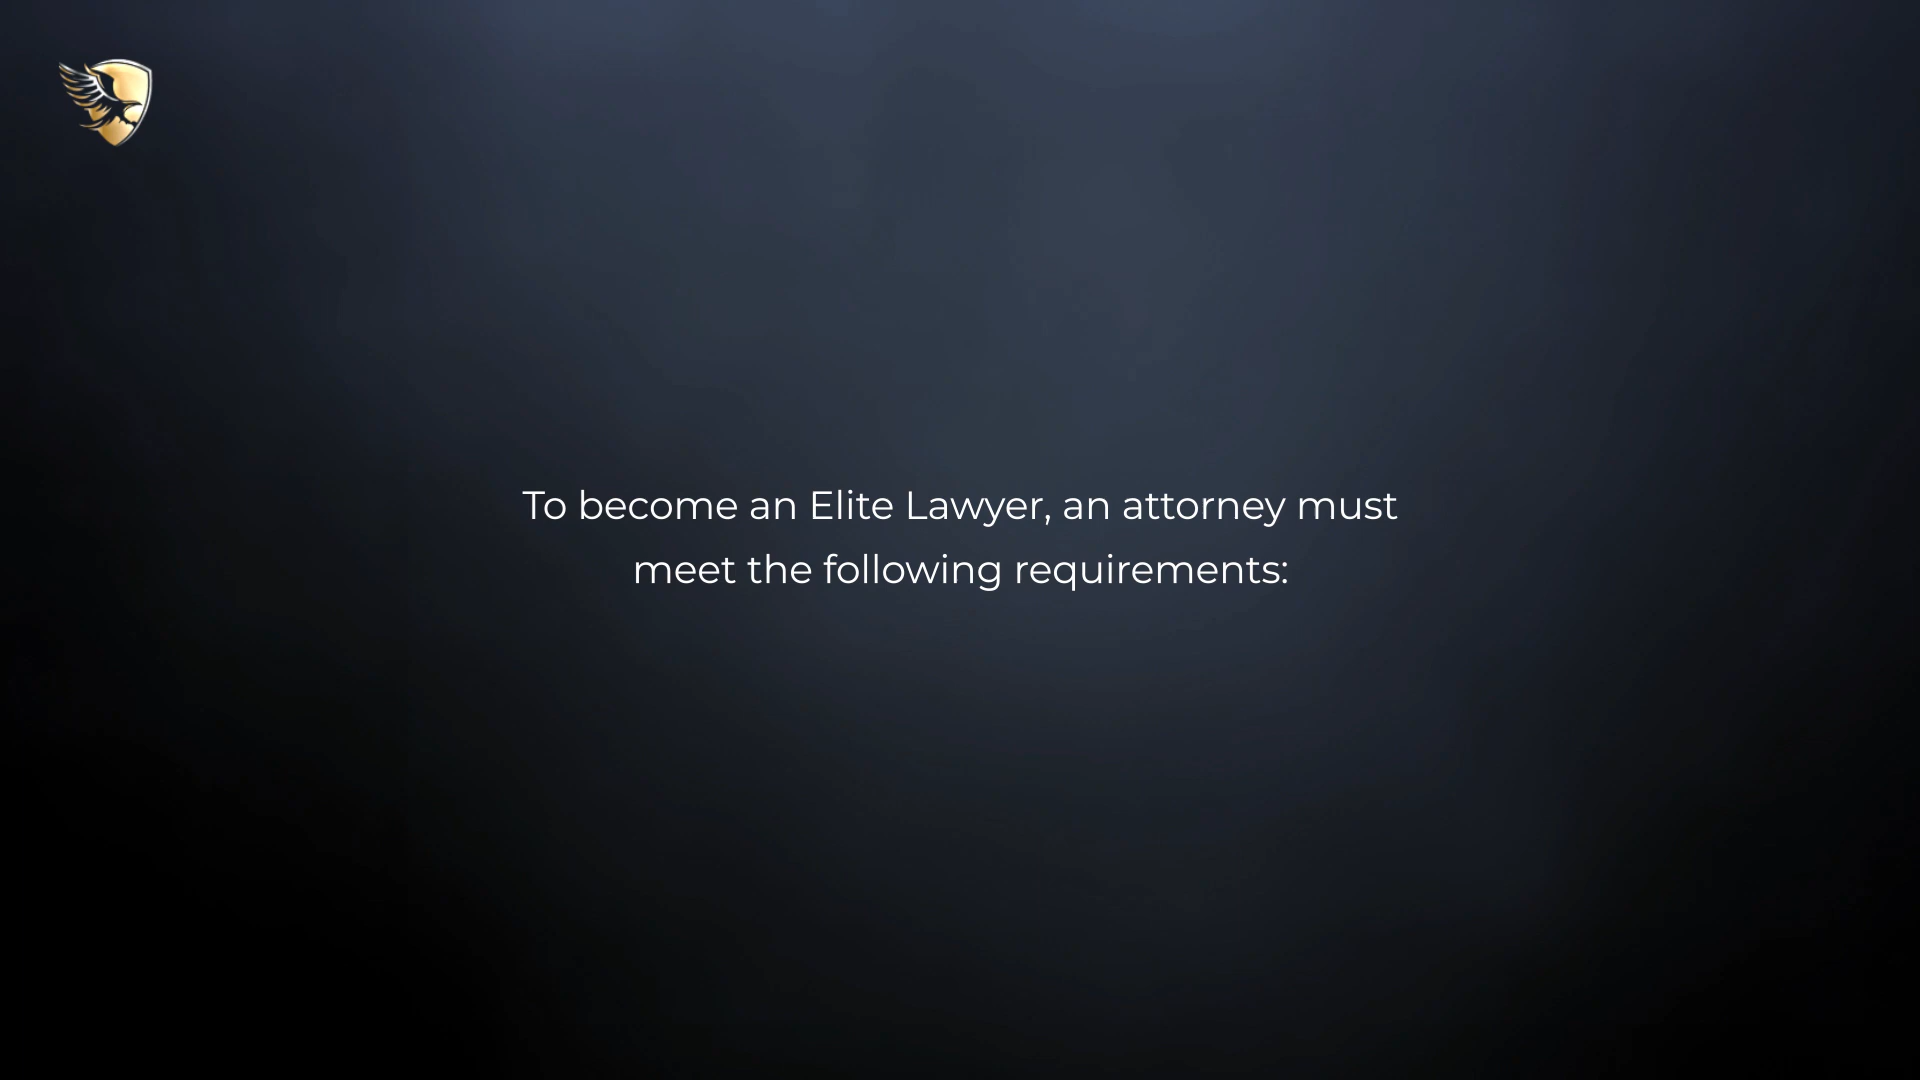 To become an Elite Lawyer, an attorney must
meet the following requirements: